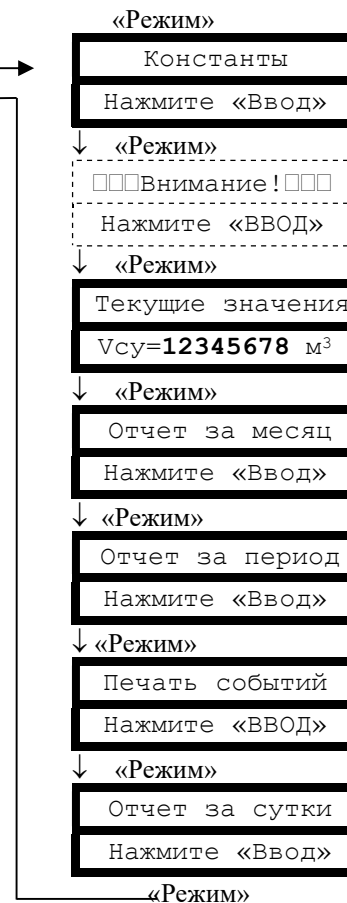 «Режим»
Константы
Нажмите «Ввод»
↓ «Режим»
□□□Внимание!□□□
Нажмите «ВВОД»
↓ «Режим»
Текущие значения
Vсу=12345678 м³
↓ «Режим»
Отчет за месяц
Нажмите «Ввод»
↓ «Режим»
Отчет за период
Нажмите «Ввод»
↓ «Режим»
Печать событий
Нажмите «ВВОД»
↓ «Режим»
Отчет за сутки
Нажмите «Ввод»
«Режим»